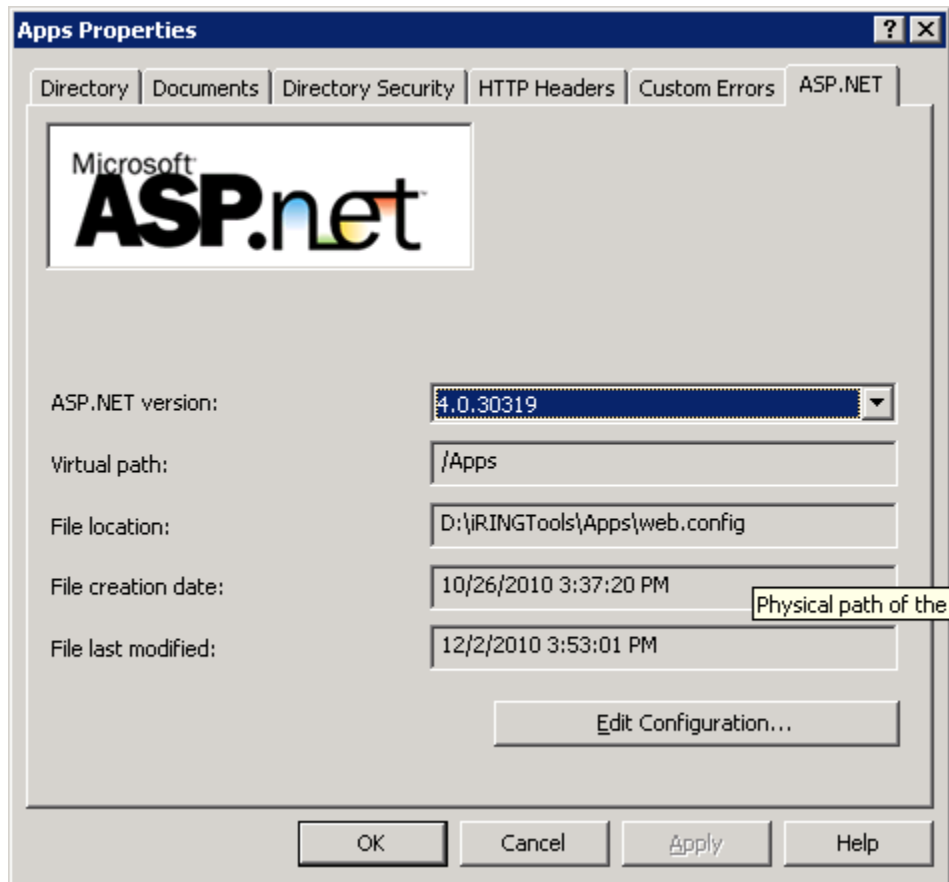 Apps Properties
Directory Documents Directory Security HTTP Headers Custom Errors ASP.NET
Microsoft
ASP.net
ASP.NET version: 4.0.30319
Virtual path: /Apps
File location: D:\iRINGTools\Apps\web.config
File creation date: 10/26/2010 3:37:20 PM
Physical path of the
File last modified: 12/2/2010 3:53:01 PM
Edit Configuration...
OK Cancel Apply Help